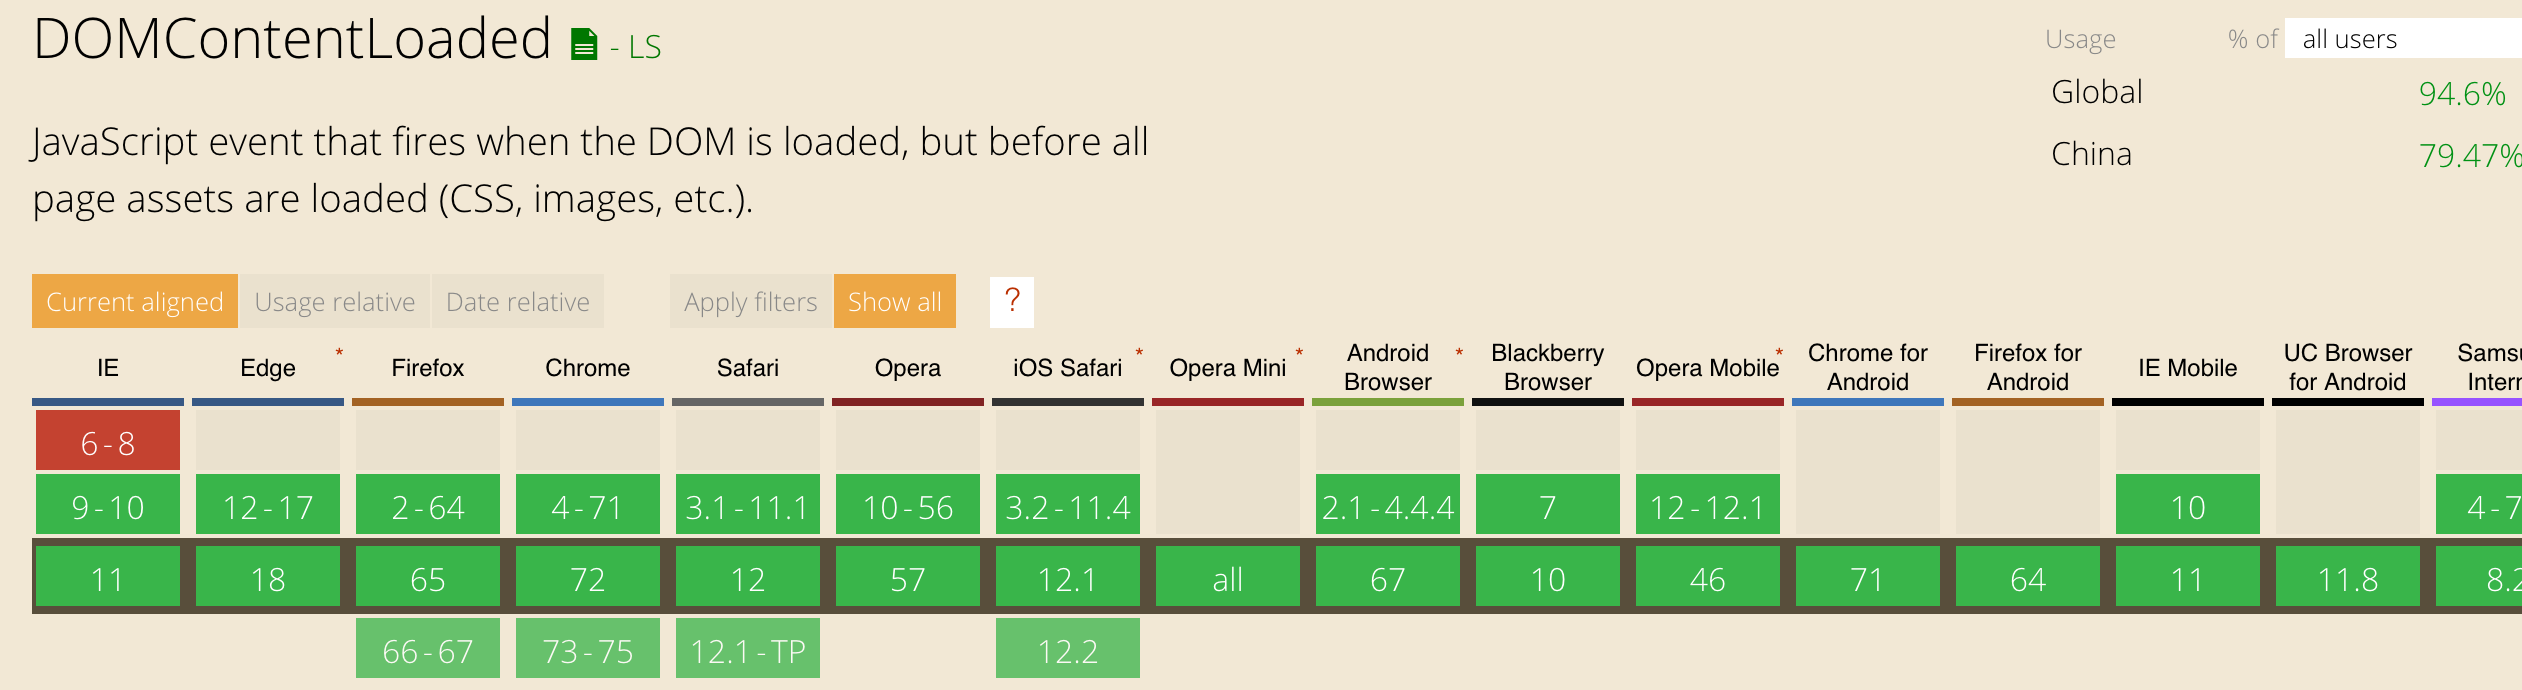 DOMContentLoaded - LS
Usage % of all users
Global 94.6%
China 79.47%
JavaScript event that fires when the DOM is loaded, but before all
page assets are loaded (CSS, images, etc.).
Current aligned Usage relative Date relative Apply filters Show all ?
IE Edge * Firefox Chrome Safari Opera iOS Safari * Opera Mini * Android Browser * Blackberry Browser Opera Mobile * Chrome for Android Firefox for Android IE Mobile UC Browser for Android
6-8
9-10 12-17 2-64 4-71 3.1-11.1 10-56 3.2-11.4 2.1-4.4.4 7 12-12.1 10 4-7
11 18 65 72 12 57 12.1 all 67 10 46 71 64 11 11.8 8.2
66-67 73-75 12.1-TP 12.2